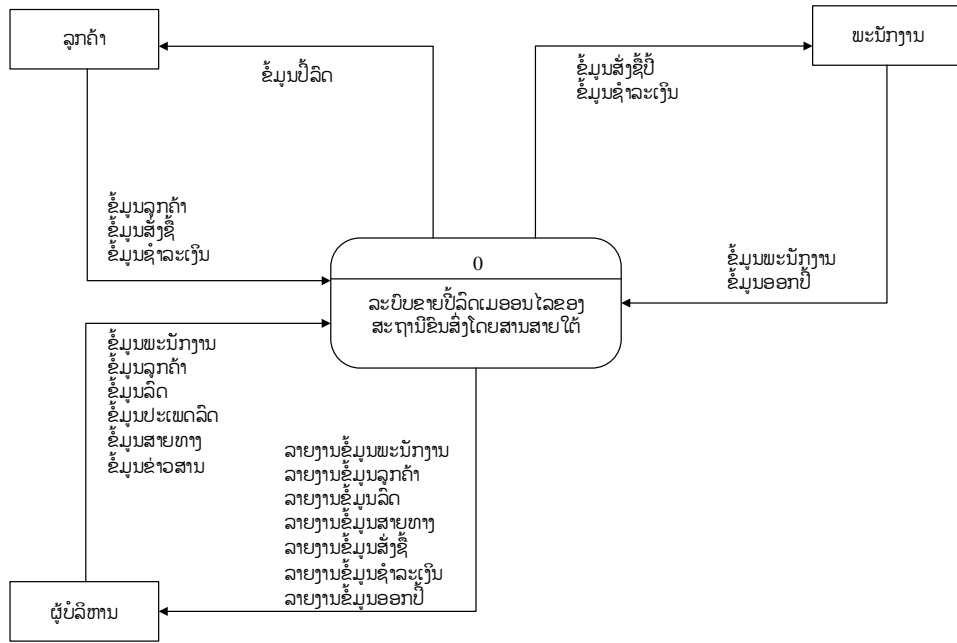 ລູກຄ້າ
ພະນັກງານ
ຂໍ້ມູນປີ້ລົດ
ຂໍ້ມູນສັ່ງຊື້ປີ້
ຂໍ້ມູນຊໍາລະເງິນ
ຂໍ້ມູນລູກຄ້າ
ຂໍ້ມູນສັ່ງຊື້
ຂໍ້ມູນຊໍາລະເງິນ
ຂໍ້ມູນພະນັກງານ
ຂໍ້ມູນອອກປີ້
0
ລະບົບຂາຍປີ້ລົດເມອອນໄລຂອງ
ສະຖານີຂົນສົ່ງໂດຍສານສາຍໃຕ້
ຂໍ້ມູນພະນັກງານ
ຂໍ້ມູນລູກຄ້າ
ຂໍ້ມູນລົດ
ຂໍ້ມູນປະເພດລົດ
ຂໍ້ມູນສາຍທາງ
ຂໍ້ມູນຂ່າວສານ
ລາຍງານຂໍ້ມູນພະນັກງານ
ລາຍງານຂໍ້ມູນລູກຄ້າ
ລາຍງານຂໍ້ມູນລົດ
ລາຍງານຂໍ້ມູນສາຍທາງ
ລາຍງານຂໍ້ມູນສັ່ງຊື້
ລາຍງານຂໍ້ມູນຊໍາລະເງິນ
ລາຍງານຂໍ້ມູນອອກປີ້
ຜູ້ບໍລິຫານ